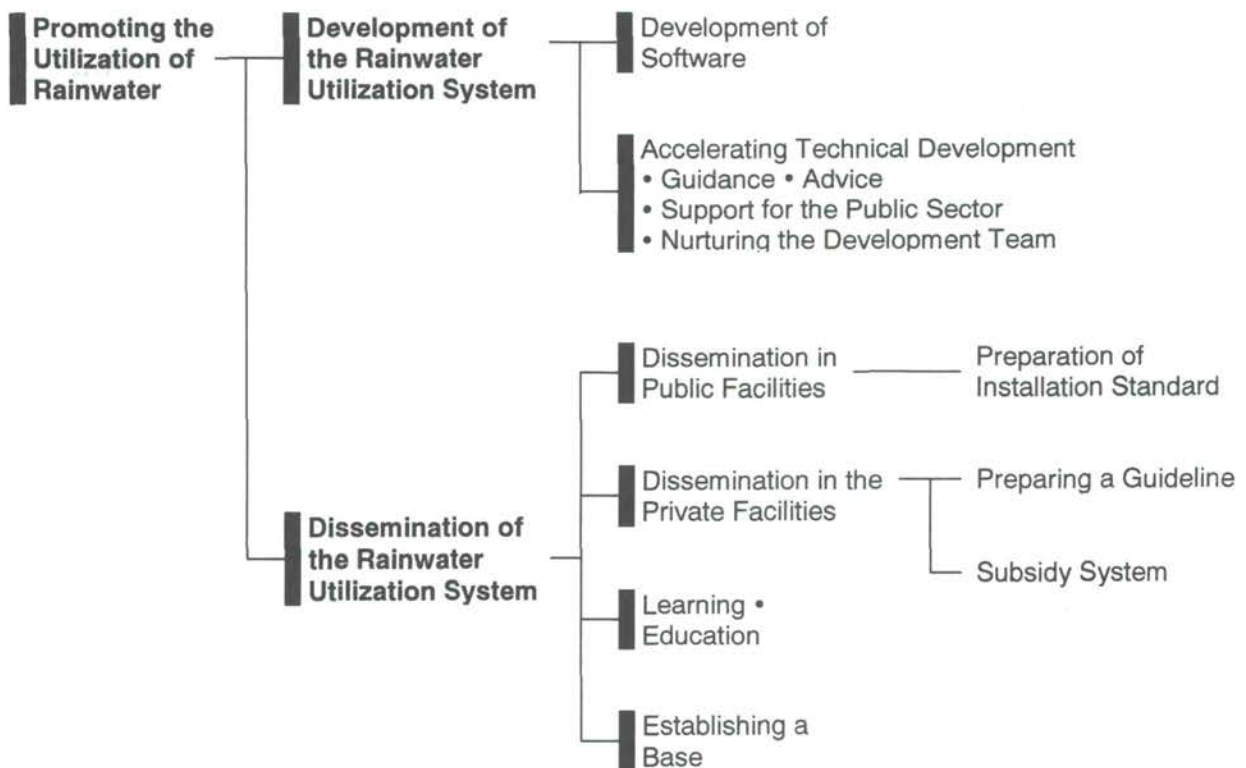 Promoting the
Utilization of
Rainwater
Development of
the Rainwater
Utilization System
Development of
Software
Accelerating Technical Development
• Guidance • Advice
• Support for the Public Sector
• Nurturing the Development Team
Dissemination of
the Rainwater
Utilization System
Dissemination in
Public Facilities
Preparation of
Installation Standard
Dissemination in the
Private Facilities
Preparing a Guideline
Subsidy System
Learning •
Education
Establishing a
Base